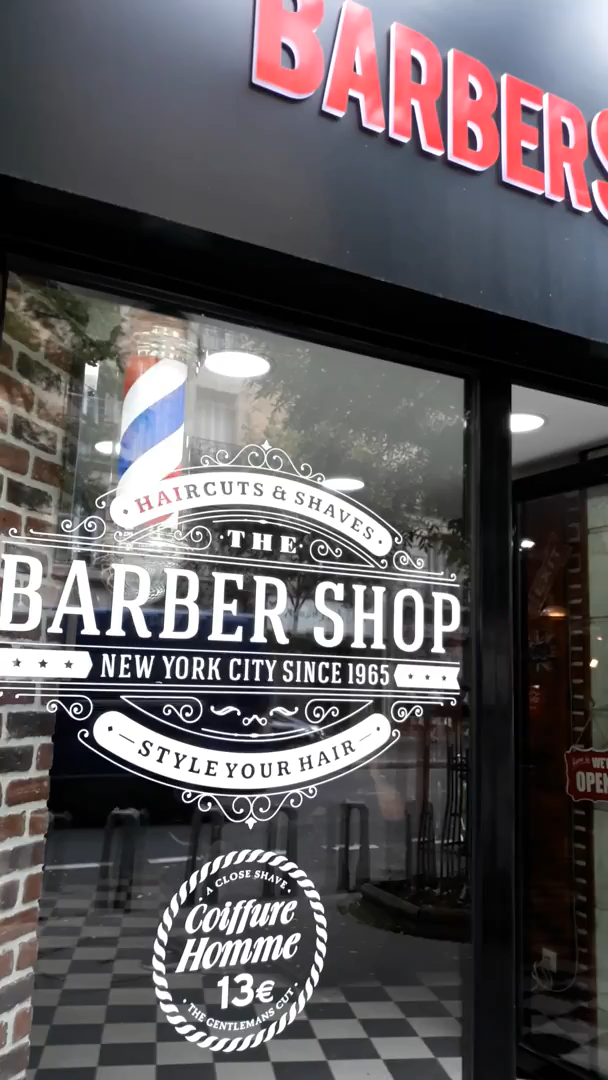 BARBERS
HAIRCUTS & SHAVES
·THE·
BARBER SHOP
NEW YORK CITY SINCE 1965
STYLE YOUR HAIR
· A CLOSE SHAVE ·
Coiffure
Homme
13€
· THE GENTLEMANS CUT ·
WE'
OPEN